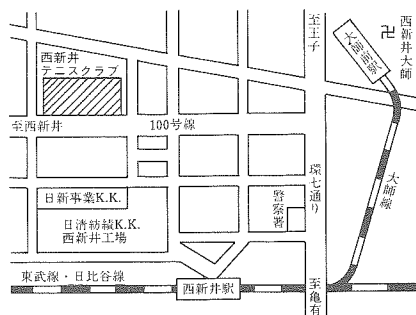 至王子
西新井大師
大師前駅
西新井
テニスクラブ
至西新井
100号線
環七通り
大師線
日新事業K.K.
警察署
日清紡績K.K.
西新井工場
東武線・日比谷線
西新井駅
至亀有